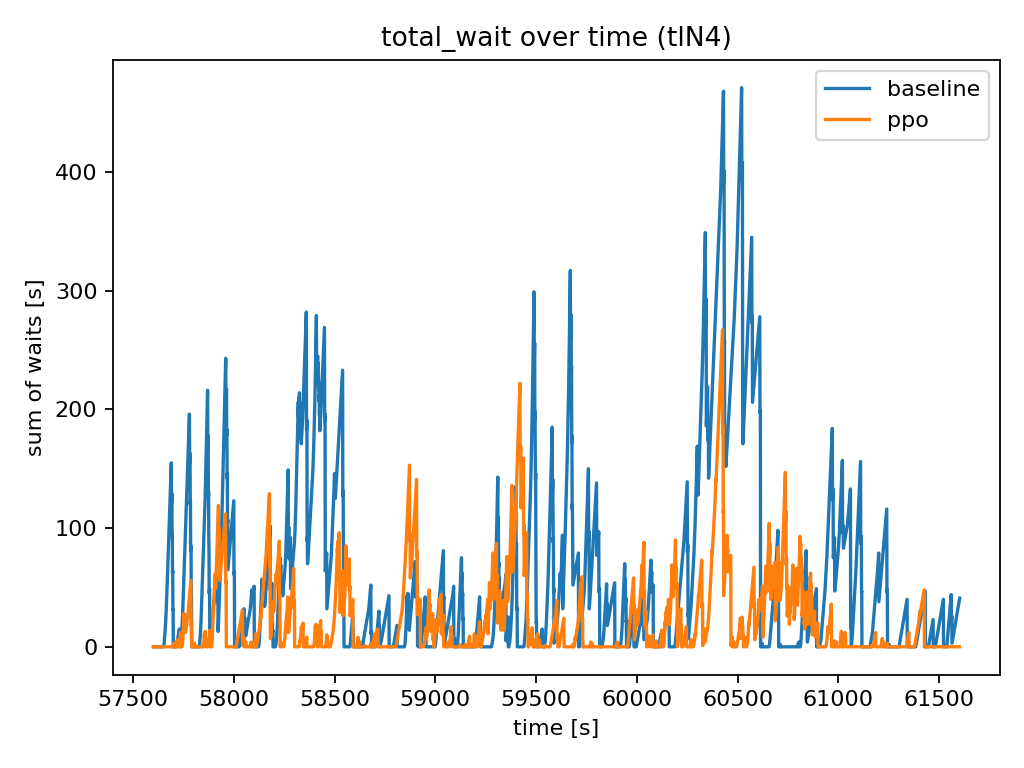 total_wait over time (tlN4)
baseline
ppo
sum of waits [s]
400
300
200
100
0
57500 58000 58500 59000 59500 60000 60500 61000 61500
time [s]